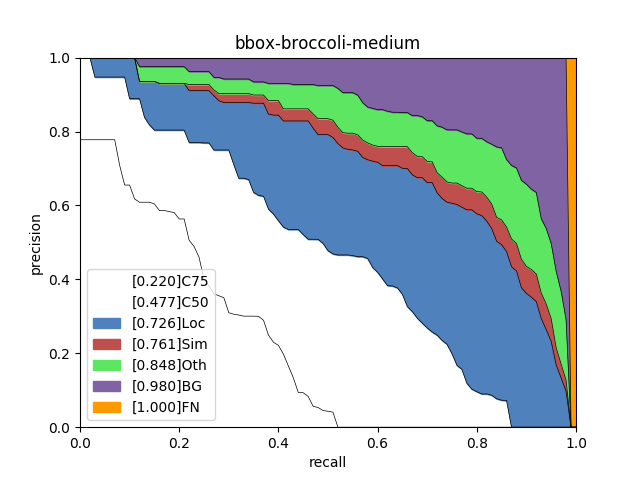 bbox-broccoli-medium
1.0
0.8
0.6
0.4
0.2
0.0
precision
[0.220]C75
[0.477]C50
[0.726]Loc
[0.761]Sim
[0.848]Oth
[0.980]BG
[1.000]FN
0.0 0.2 0.4 0.6 0.8 1.0
recall